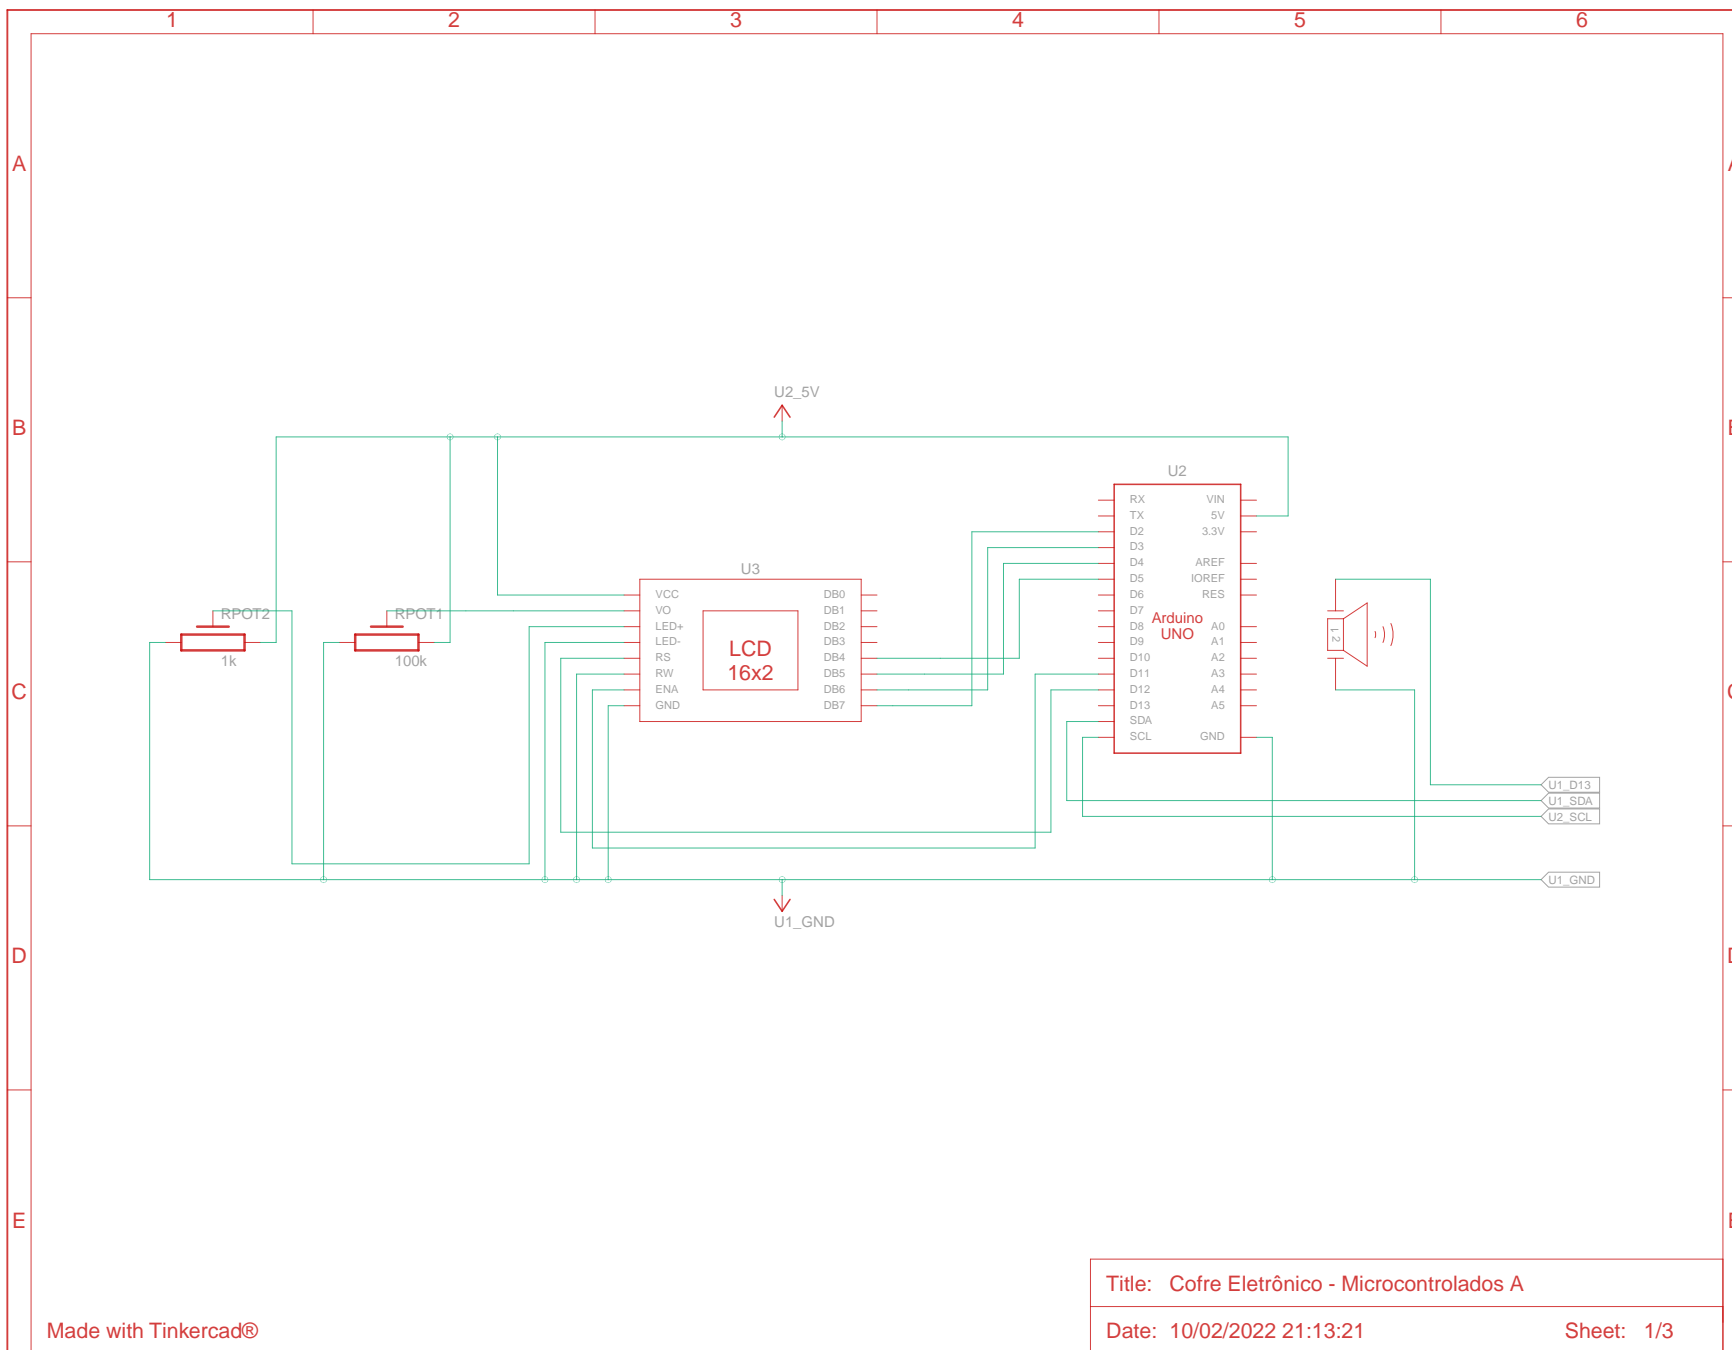 1 2 3 4 5 6
A
B
C
D
E
U2_5V
U2
RX VIN
TX 5V
D2 3.3V
D3
D4 AREF
D5 IOREF
D6 RES
D7
D8 A0
D9 A1
D10 A2
D11 A3
D12 A4
D13 A5
SDA
SCL GND
Arduino
UNO
U3
VCC DB0
VO DB1
LED+ DB2
LED- DB3
RS DB4
RW DB5
ENA DB6
GND DB7
LCD
16x2
RPOT2
1k
RPOT1
100k
L2
U1_D13
U1_SDA
U2_SCL
U1_GND
U1_GND
Title: Cofre Eletrônico - Microcontrolados A
Made with Tinkercad®
Date: 10/02/2022 21:13:21 Sheet: 1/3